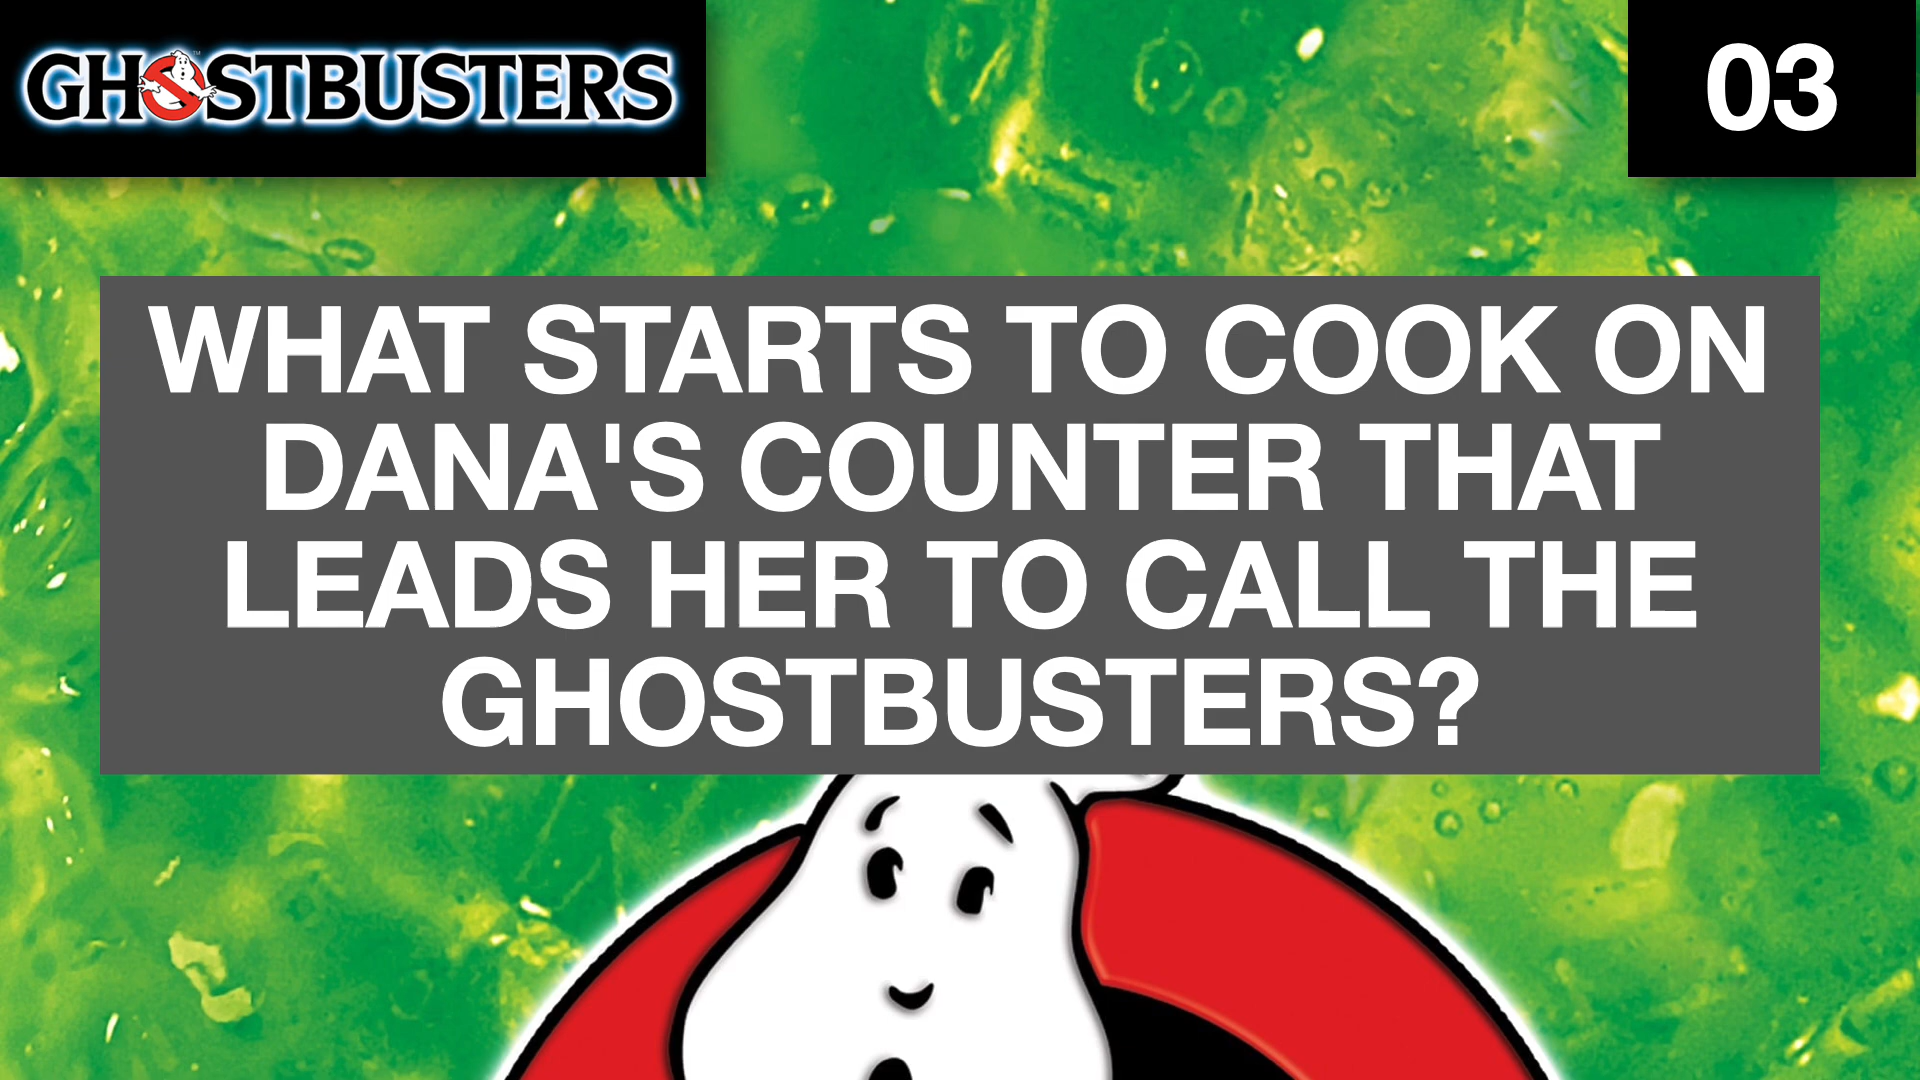 GHOSTBUSTERS
03
WHAT STARTS TO COOK ON
DANA'S COUNTER THAT
LEADS HER TO CALL THE
GHOSTBUSTERS?